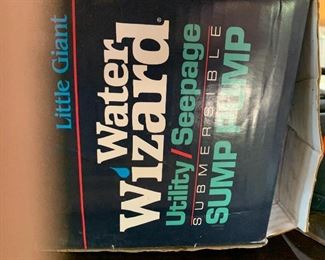 Little Giant
Water
Wizard®
Utility/Seepage
SUBMERSIBLE
SUMP PUMP